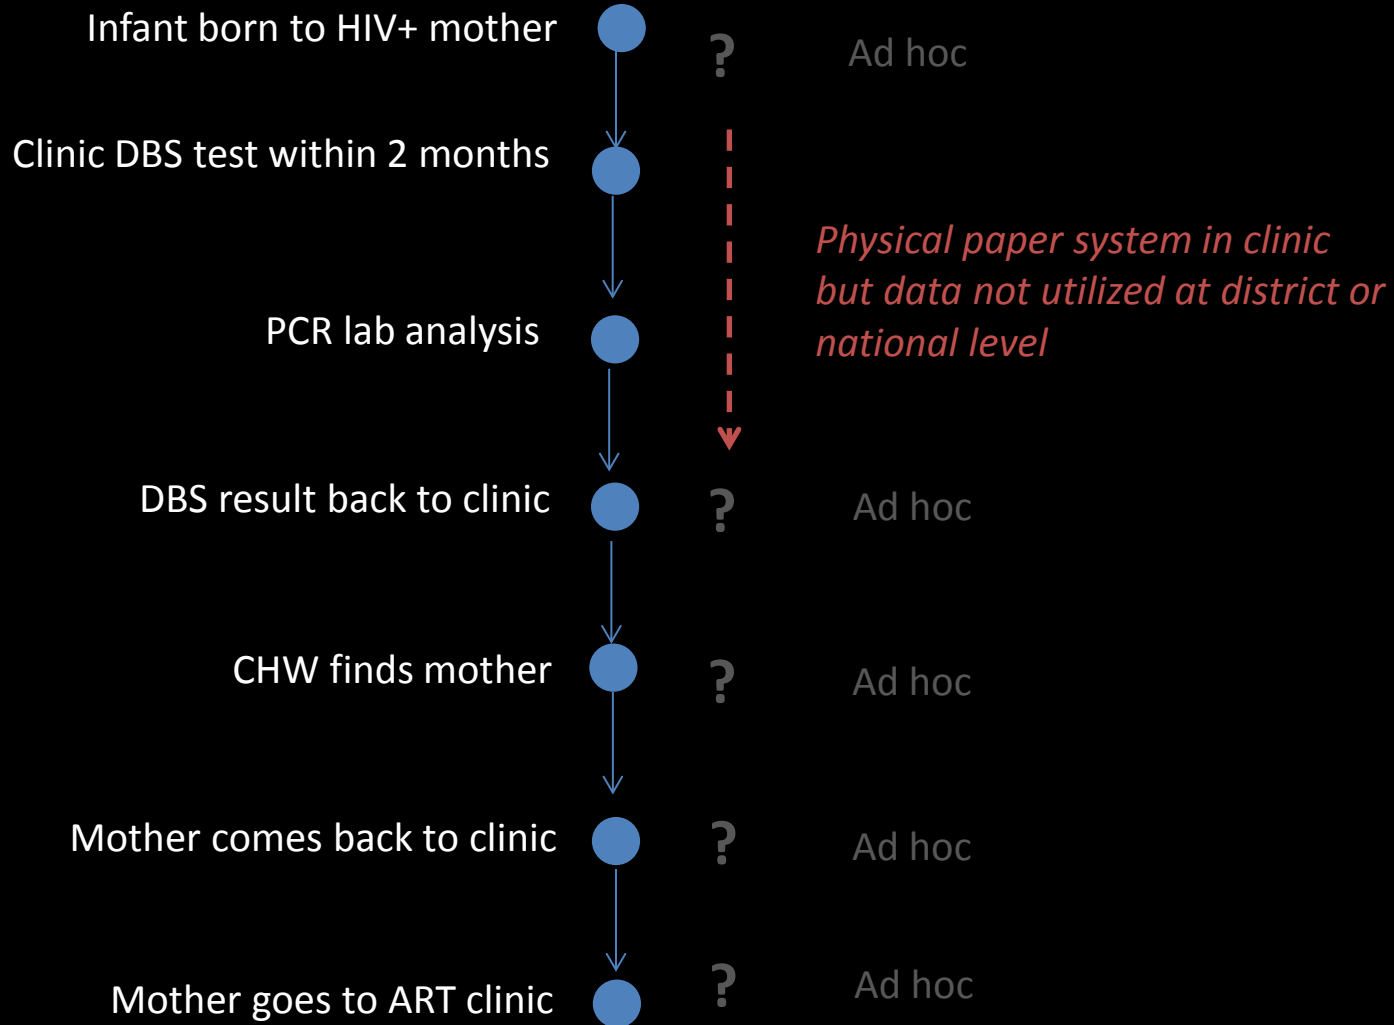 Infant born to HIV+ mother
? Ad hoc
Clinic DBS test within 2 months
Physical paper system in clinic
but data not utilized at district or
national level
PCR lab analysis
DBS result back to clinic
? Ad hoc
CHW finds mother
? Ad hoc
Mother comes back to clinic
? Ad hoc
Mother goes to ART clinic
? Ad hoc